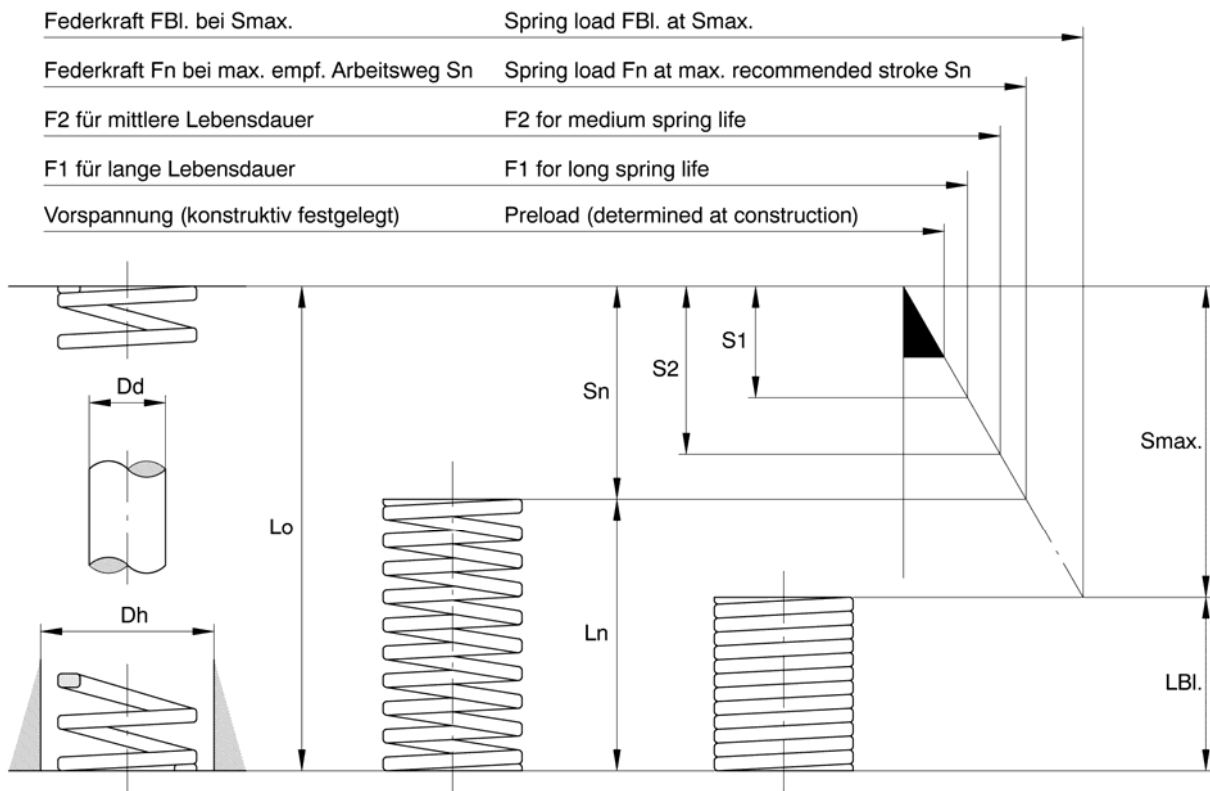 Federkraft FBl. bei Smax. Spring load FBl. at Smax.
Federkraft Fn bei max. empf. Arbeitsweg Sn Spring load Fn at max. recommended stroke Sn
F2 für mittlere Lebensdauer F2 for medium spring life
F1 für lange Lebensdauer F1 for long spring life
Vorspannung (konstruktiv festgelegt) Preload (determined at construction)
S1
S2
Dd
Sn
Smax.
Lo
Dh
Ln
LBl.